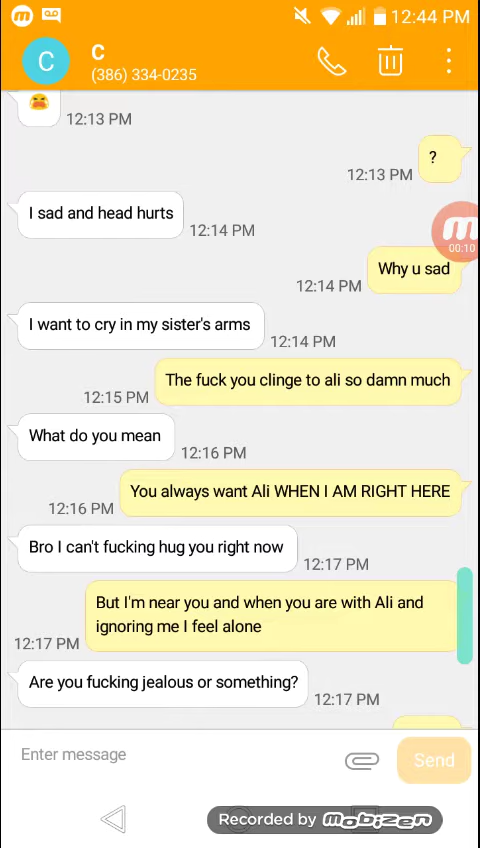 12:44 PM
C
C
(386) 334-0235
12:13 PM
?
12:13 PM
I sad and head hurts
12:14 PM
00:10
Why u sad
12:14 PM
I want to cry in my sister's arms
12:14 PM
The fuck you clinge to ali so damn much
12:15 PM
What do you mean
12:16 PM
You always want Ali WHEN I AM RIGHT HERE
12:16 PM
Bro I can't fucking hug you right now
12:17 PM
But I'm near you and when you are with Ali and
ignoring me I feel alone
12:17 PM
Are you fucking jealous or something?
12:17 PM
Enter message
Send
Recorded by mobizen